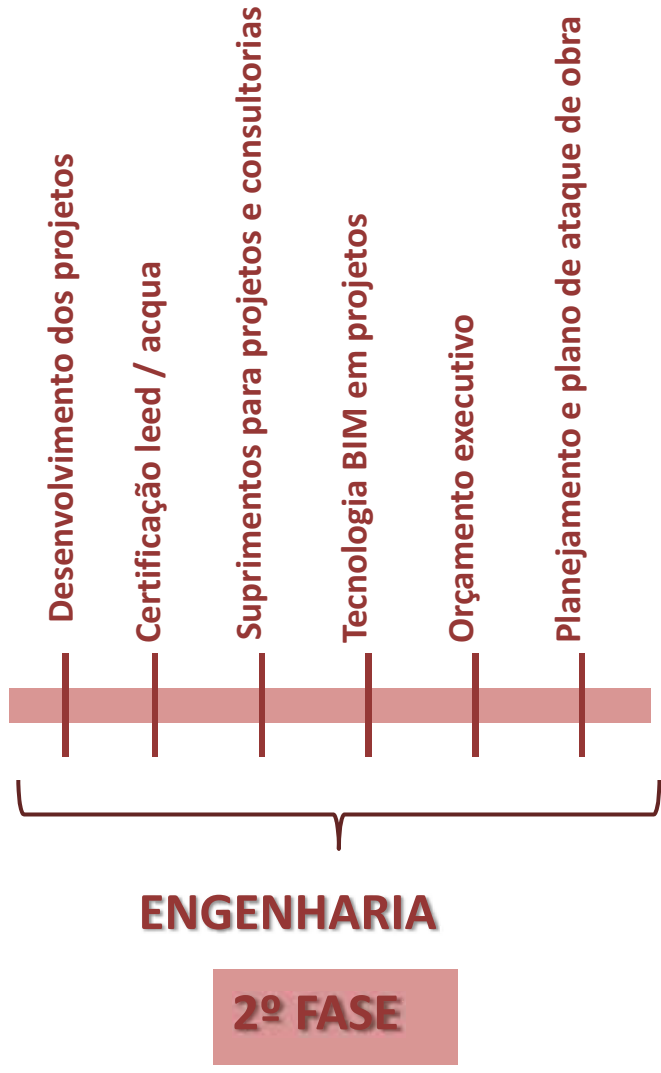 Desenvolvimento dos projetos
Certificação leed / acqua
Suprimentos para projetos e consultorias
Tecnologia BIM em projetos
Orçamento executivo
Planejamento e plano de ataque de obra
ENGENHARIA
2º FASE